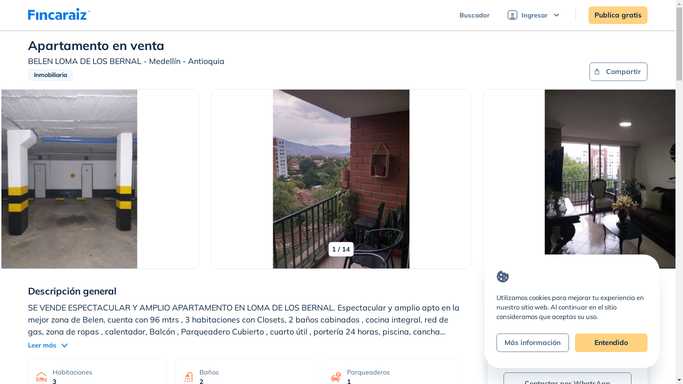 Fincaraiz
Buscador
Ingresar
Publica gratis
Apartamento en venta
BELEN LOMA DE LOS BERNAL - Medellín - Antioquia
Inmobiliaria
Compartir
1 / 14
Descripción general
SE VENDE ESPECTACULAR Y AMPLIO APARTAMENTO EN LOMA DE LOS BERNAL. Espectacular y amplio apto en la
mejor zona de Belen, cuenta con 96 mtrs , 3 habitaciones con Closets, 2 baños cabinados , cocina integral, red de
gas, zona de ropas , calentador, Balcón , Parqueadero Cubierto , cuarto útil , portería 24 horas, piscina, cancha...
Leer más
Habitaciones
3
Baños
2
Parqueaderos
1
Utilizamos cookies para mejorar tu experiencia en
nuestro sitio web. Al continuar en el sitio
consideramos que aceptas su uso.
Más información
Entendido
Contactar por WhatsApp